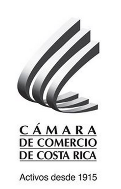 CÁMARA
DE COMERCIO
DE COSTA RICA
Activos desde 1915